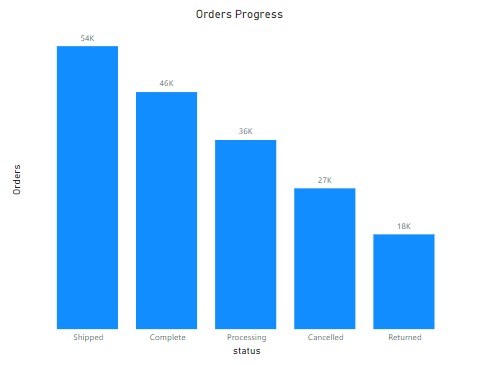 Orders Progress
54K
46K
36K
27K
18K
Orders
Shipped Complete Processing Cancelled Returned
status